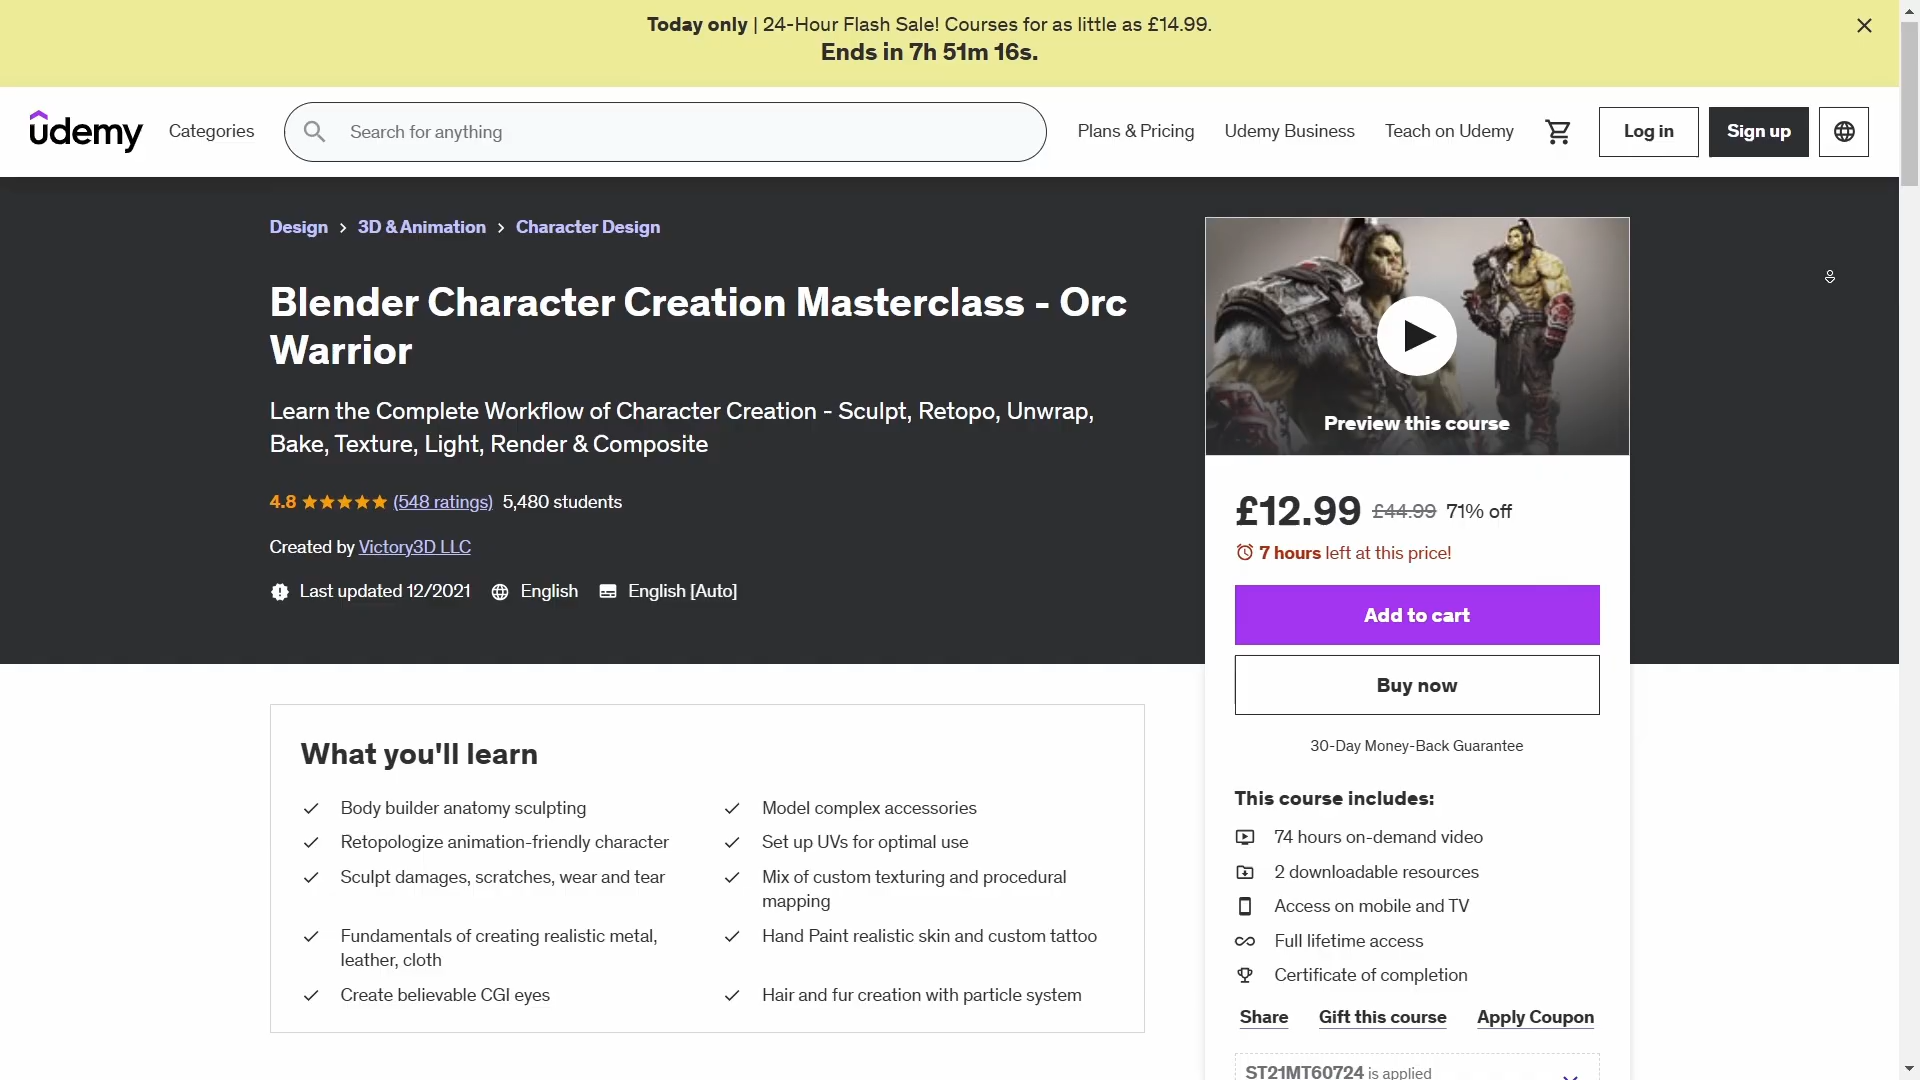 Today only | 24-Hour Flash Sale! Courses for as little as £14.99.
Ends in 7h 51m 16s.
ûdemy
Categories
Search for anything
Plans & Pricing
Udemy Business
Teach on Udemy
Log in
Sign up
Design > 3D & Animation > Character Design
Blender Character Creation Masterclass - Orc
Warrior
Learn the Complete Workflow of Character Creation - Sculpt, Retopo, Unwrap,
Bake, Texture, Light, Render & Composite
4.8 (548 ratings) 5,480 students
Created by Victory3D LLC
Last updated 12/2021 English English [Auto]
Preview this course
£12.99 £44.99 71% off
7 hours left at this price!
Add to cart
Buy now
30-Day Money-Back Guarantee
This course includes:
74 hours on-demand video
2 downloadable resources
Access on mobile and TV
Full lifetime access
Certificate of completion
Share Gift this course Apply Coupon
ST21MT60724 is applied
What you'll learn
Body builder anatomy sculpting
Model complex accessories
Retopologize animation-friendly character
Set up UVs for optimal use
Sculpt damages, scratches, wear and tear
Mix of custom texturing and procedural
mapping
Fundamentals of creating realistic metal,
leather, cloth
Hand Paint realistic skin and custom tattoo
Create believable CGI eyes
Hair and fur creation with particle system